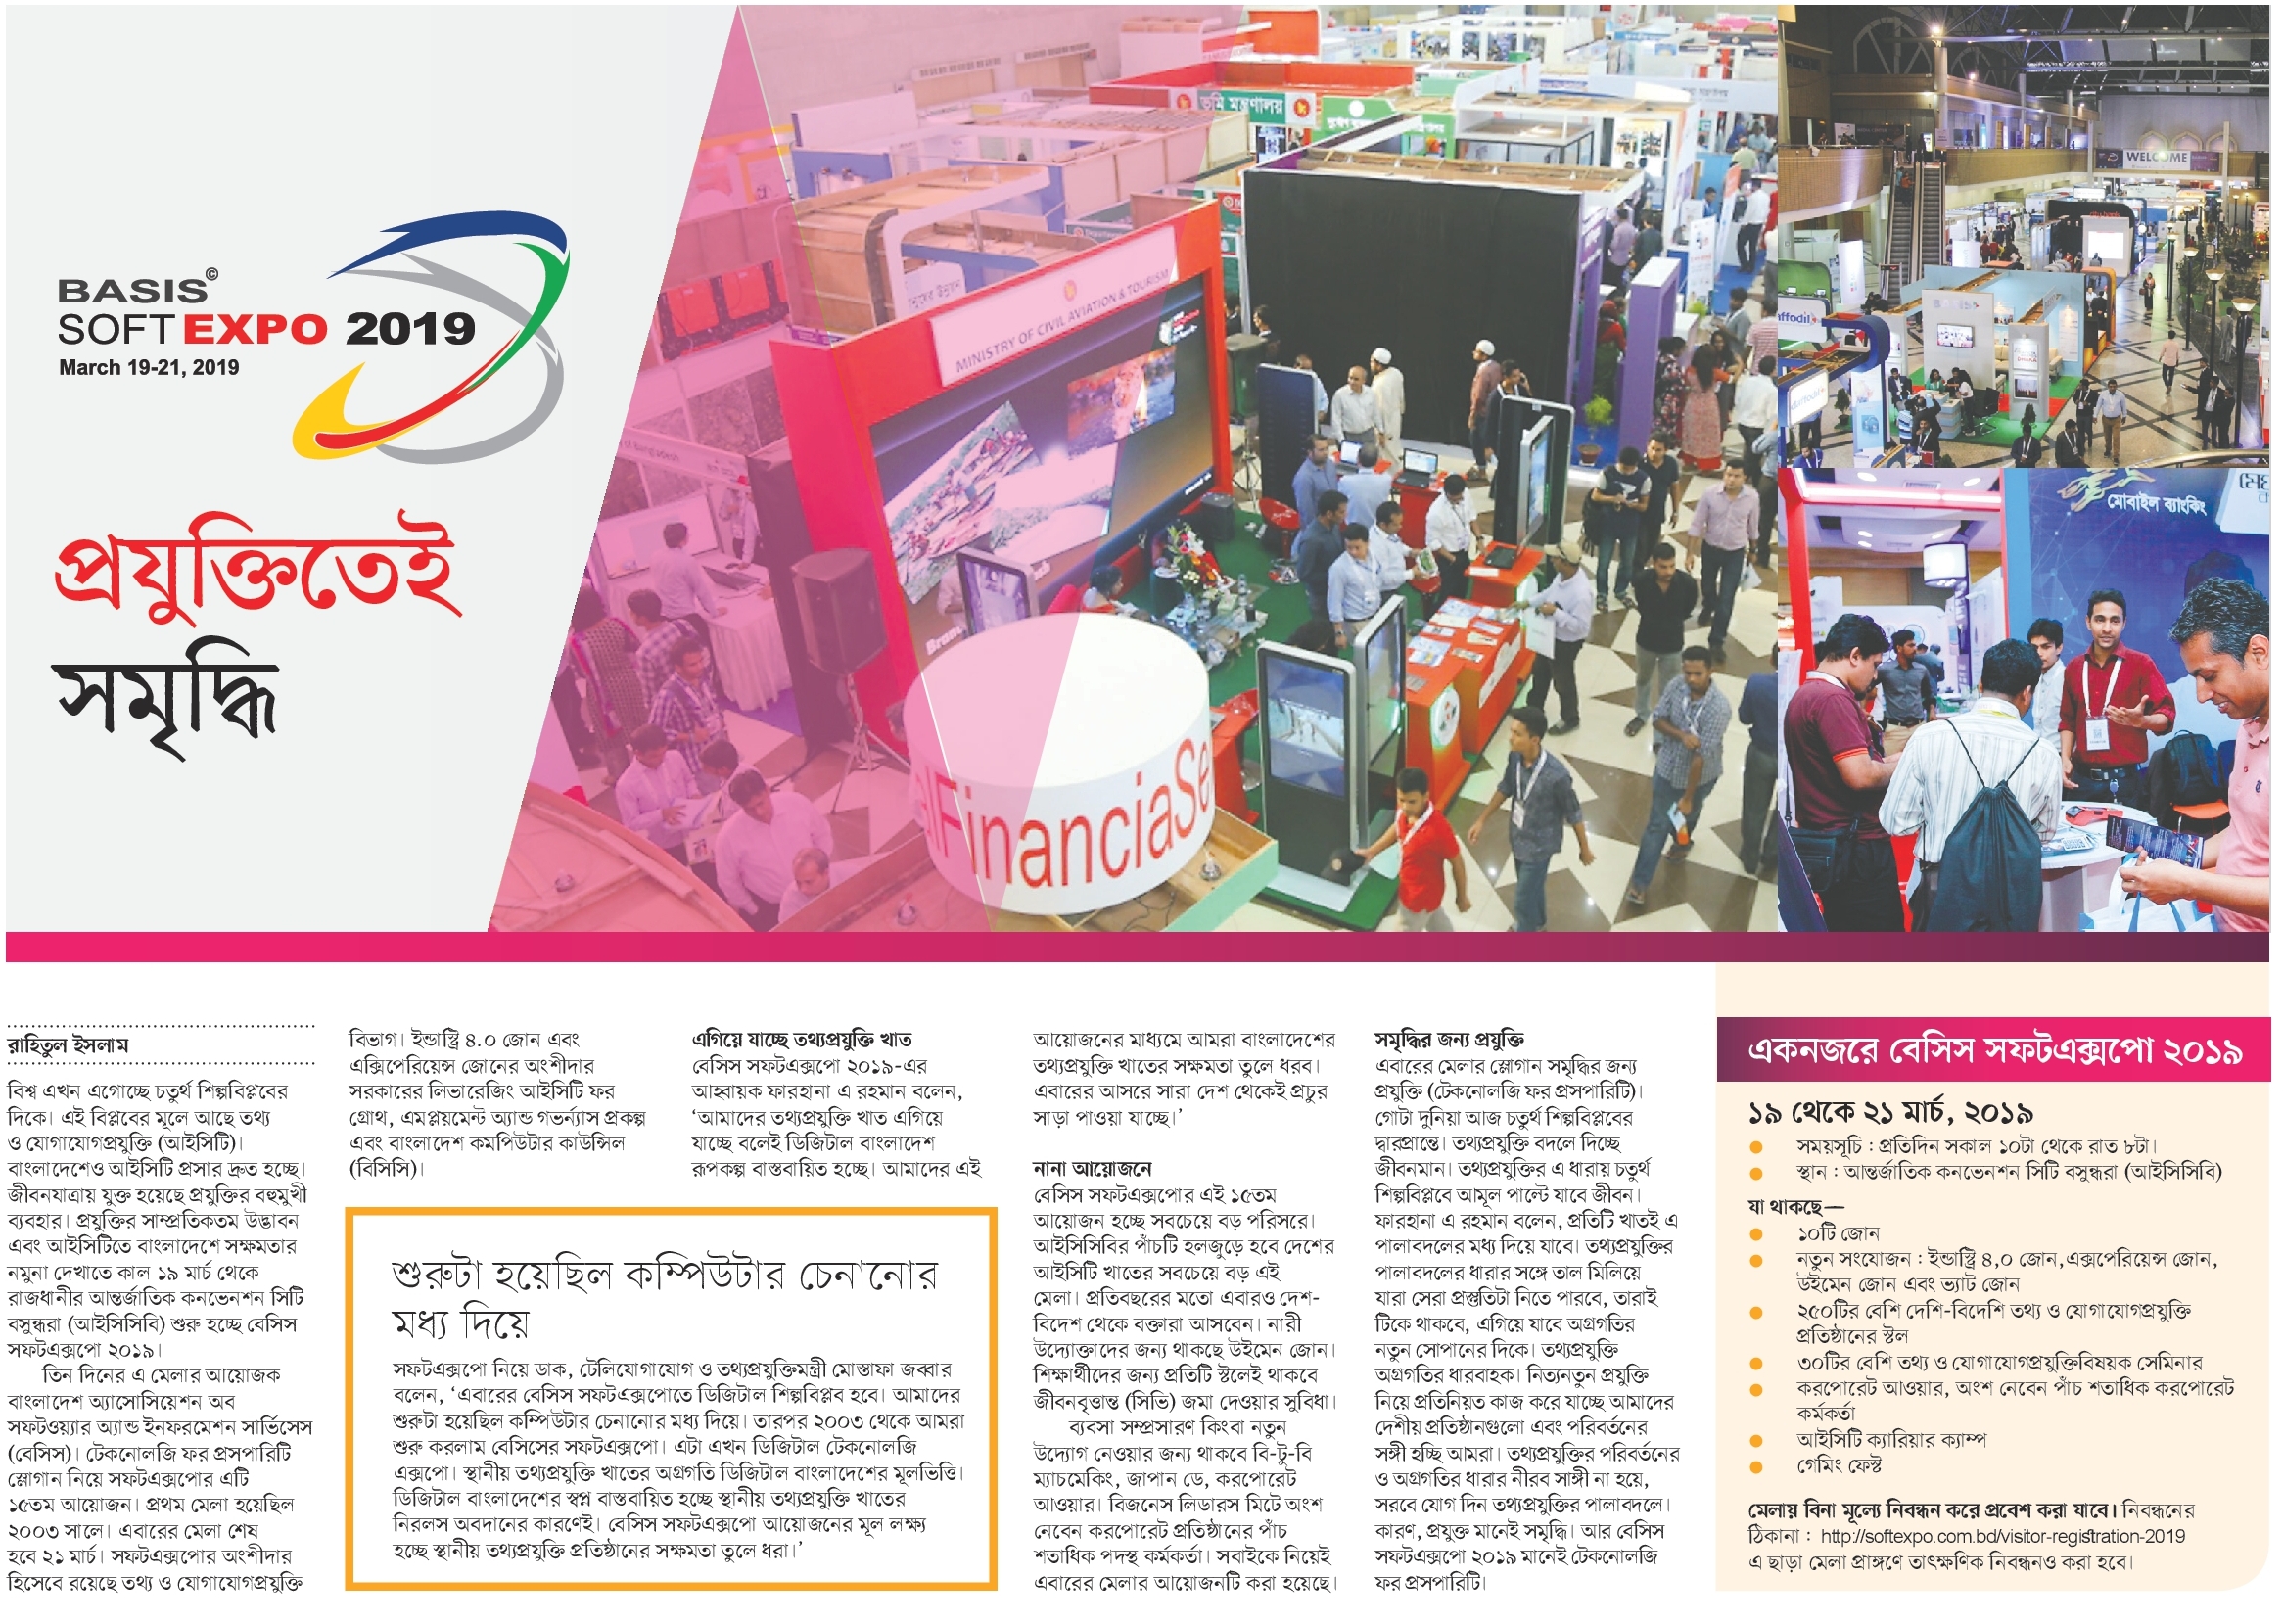 BASIS©
SOFT EXPO 2019
March 19-21, 2019
প্রযুক্তিতেই
সমৃদ্ধি
ভূমি মন্ত্রণালয়
MINISTRY OF CIVIL AVIATION & TOURISM
FinanciaSe
WELCOME
affodil
daffodil
মোবাইল ব্যাংকিং
রাহিতুল ইসলাম
বিশ্ব এখন এগোচ্ছে চতুর্থ শিল্পবিপ্লবের
দিকে। এই বিপ্লবের মূলে আছে তথ্য
ও যোগাযোগপ্রযুক্তি (আইসিটি)।
বাংলাদেশেও আইসিটি প্রসার দ্রুত হচ্ছে।
জীবনযাত্রায় যুক্ত হয়েছে প্রযুক্তির বহুমুখী
ব্যবহার। প্রযুক্তির সাম্প্রতিকতম উদ্ভাবন
এবং আইসিটিতে বাংলাদেশে সক্ষমতার
নমুনা দেখাতে কাল ১৯ মার্চ থেকে
রাজধানীর আন্তর্জাতিক কনভেনশন সিটি
বসুন্ধরা (আইসিসিবি) শুরু হচ্ছে বেসিস
সফটএক্সপো ২০১৯।
তিন দিনের এ মেলার আয়োজক
বাংলাদেশ অ্যাসোসিয়েশন অব
সফটওয়্যার অ্যান্ড ইনফরমেশন সার্ভিসেস
(বেসিস)। টেকনোলজি ফর প্রসপারিটি
স্লোগান নিয়ে সফটএক্সপোর এটি
১৫তম আয়োজন। প্রথম মেলা হয়েছিল
২০০৩ সালে। এবারের মেলা শেষ
হবে ২১ মার্চ। সফটএক্সপোর অংশীদার
হিসেবে রয়েছে তথ্য ও যোগাযোগপ্রযুক্তি
বিভাগ। ইন্ডাস্ট্রি ৪.০ জোন এবং
এক্সিপেরিয়েন্স জোনের অংশীদার
সরকারের লিভারেজিং আইসিটি ফর
গ্রোথ, এমপ্লয়মেন্ট অ্যান্ড গভর্ন্যাস প্রকল্প
এবং বাংলাদেশ কমপিউটার কাউন্সিল
(বিসিসি)।
এগিয়ে যাচ্ছে তথ্যপ্রযুক্তি খাত
বেসিস সফটএক্সপো ২০১৯-এর
আহ্বায়ক ফারহানা এ রহমান বলেন,
‘আমাদের তথ্যপ্রযুক্তি খাত এগিয়ে
যাচ্ছে বলেই ডিজিটাল বাংলাদেশ
রূপকল্প বাস্তবায়িত হচ্ছে। আমাদের এই
আয়োজনের মাধ্যমে আমরা বাংলাদেশের
তথ্যপ্রযুক্তি খাতের সক্ষমতা তুলে ধরব।
এবারের আসরে সারা দেশ থেকেই প্রচুর
সাড়া পাওয়া যাচ্ছে।’
নানা আয়োজনে
বেসিস সফটএক্সপোর এই ১৫তম
আয়োজন হচ্ছে সবচেয়ে বড় পরিসরে।
আইসিসিবির পাঁচটি হলজুড়ে হবে দেশের
আইসিটি খাতের সবচেয়ে বড় এই
মেলা। প্রতিবছরের মতো এবারও দেশ-
বিদেশ থেকে বক্তারা আসবেন। নারী
উদ্যোক্তাদের জন্য থাকছে উইমেন জোন।
শিক্ষার্থীদের জন্য প্রতিটি স্টলেই থাকবে
জীবনবৃত্তান্ত (সিভি) জমা দেওয়ার সুবিধা।
ব্যবসা সম্প্রসারণ কিংবা নতুন
উদ্যোগ নেওয়ার জন্য থাকবে বি-টু-বি
ম্যাচমেকিং, জাপান ডে, করপোরেট
আওয়ার। বিজনেস লিডারস মিটে অংশ
নেবেন করপোরেট প্রতিষ্ঠানের পাঁচ
শতাধিক পদস্থ কর্মকর্তা। সবাইকে নিয়েই
এবারের মেলার আয়োজনটি করা হয়েছে।
সমৃদ্ধির জন্য প্রযুক্তি
এবারের মেলার স্লোগান সমৃদ্ধির জন্য
প্রযুক্তি (টেকনোলজি ফর প্রসপারিটি)।
গোটা দুনিয়া আজ চতুর্থ শিল্পবিপ্লবের
দ্বারপ্রান্তে। তথ্যপ্রযুক্তি বদলে দিচ্ছে
জীবনমান। তথ্যপ্রযুক্তির এ ধারায় চতুর্থ
শিল্পবিপ্লবে আমূল পাল্টে যাবে জীবন।
ফারহানা এ রহমান বলেন, প্রতিটি খাতই এ
পালাবদলের মধ্য দিয়ে যাবে। তথ্যপ্রযুক্তির
পালাবদলের ধারার সঙ্গে তাল মিলিয়ে
যারা সেরা প্রস্তুতিটা নিতে পারবে, তারাই
টিকে থাকবে, এগিয়ে যাবে অগ্রগতির
নতুন সোপানের দিকে। তথ্যপ্রযুক্তি
অগ্রগতির ধারবাহক। নিত্যনতুন প্রযুক্তি
নিয়ে প্রতিনিয়ত কাজ করে যাচ্ছে আমাদের
দেশীয় প্রতিষ্ঠানগুলো এবং পরিবর্তনের
সঙ্গী হচ্ছি আমরা। তথ্যপ্রযুক্তির পরিবর্তনের
ও অগ্রগতির ধারার নীরব সাঙ্গী না হয়ে,
সরবে যোগ দিন তথ্যপ্রযুক্তির পালাবদলে।
কারণ, প্রযুক্ত মানেই সমৃদ্ধি। আর বেসিস
সফটএক্সপো ২০১৯ মানেই টেকনোলজি
ফর প্রসপারিটি।
শুরুটা হয়েছিল কম্পিউটার চেনানোর
মধ্য দিয়ে
সফটএক্সপো নিয়ে ডাক, টেলিযোগাযোগ ও তথ্যপ্রযুক্তিমন্ত্রী মোস্তাফা জব্বার
বলেন, ‘এবারের বেসিস সফটএক্সপোতে ডিজিটাল শিল্পবিপ্লব হবে। আমাদের
শুরুটা হয়েছিল কম্পিউটার চেনানোর মধ্য দিয়ে। তারপর ২০০৩ থেকে আমরা
শুরু করলাম বেসিসের সফটএক্সপো। এটা এখন ডিজিটাল টেকনোলজি
এক্সপো। স্থানীয় তথ্যপ্রযুক্তি খাতের অগ্রগতি ডিজিটাল বাংলাদেশের মূলভিত্তি।
ডিজিটাল বাংলাদেশের স্বপ্ন বাস্তবায়িত হচ্ছে স্থানীয় তথ্যপ্রযুক্তি খাতের
নিরলস অবদানের কারণেই। বেসিস সফটএক্সপো আয়োজনের মূল লক্ষ্য
হচ্ছে স্থানীয় তথ্যপ্রযুক্তি প্রতিষ্ঠানের সক্ষমতা তুলে ধরা।’
একনজরে বেসিস সফটএক্সপো ২০১৯
১৯ থেকে ২১ মার্চ, ২০১৯
● সময়সূচি : প্রতিদিন সকাল ১০টা থেকে রাত ৮টা।
● স্থান : আন্তর্জাতিক কনভেনশন সিটি বসুন্ধরা (আইসিসিবি)
যা থাকছে—
● ১০টি জোন
● নতুন সংযোজন : ইন্ডাস্ট্রি ৪,০ জোন,এক্সপেরিয়েন্স জোন,
উইমেন জোন এবং ভ্যাট জোন
● ২৫০টির বেশি দেশি-বিদেশি তথ্য ও যোগাযোগপ্রযুক্তি
প্রতিষ্ঠানের স্টল
● ৩০টির বেশি তথ্য ও যোগাযোগপ্রযুক্তিবিষয়ক সেমিনার
● করপোরেট আওয়ার, অংশ নেবেন পাঁচ শতাধিক করপোরেট
কর্মকর্তা
● আইসিটি ক্যারিয়ার ক্যাম্প
● গেমিং ফেস্ট
মেলায় বিনা মূল্যে নিবন্ধন করে প্রবেশ করা যাবে। নিবন্ধনের
ঠিকানা : http://softexpo.com.bd/visitor-registration-2019
এ ছাড়া মেলা প্রাঙ্গণে তাৎক্ষণিক নিবন্ধনও করা হবে।